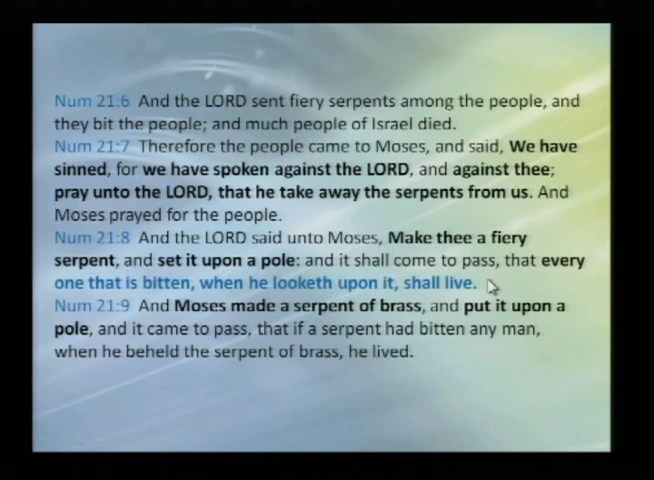 Num 21:6 And the LORD sent fiery serpents among the people, and
they bit the people; and much people of Israel died.
Num 21:7 Therefore the people came to Moses, and said, We have
sinned, for we have spoken against the LORD, and against thee;
pray unto the LORD, that he take away the serpents from us. And
Moses prayed for the people.
Num 21:8 And the LORD said unto Moses, Make thee a fiery
serpent, and set it upon a pole: and it shall come to pass, that every
one that is bitten, when he looketh upon it, shall live.
Num 21:9 And Moses made a serpent of brass, and put it upon a
pole, and it came to pass, that if a serpent had bitten any man,
when he beheld the serpent of brass, he lived.